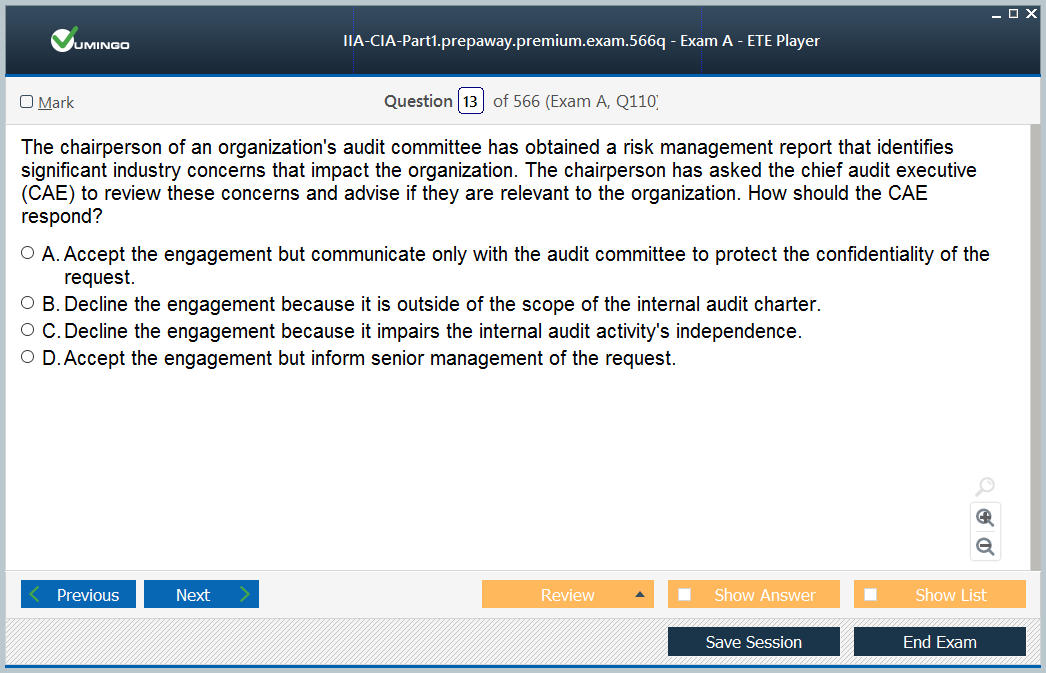 VUMINGO
IIA-CIA-Part1.prepaway.premium.exam.566q - Exam A - ETE Player
Mark
Question 13 of 566 (Exam A, Q110)
The chairperson of an organization's audit committee has obtained a risk management report that identifies
significant industry concerns that impact the organization. The chairperson has asked the chief audit executive
(CAE) to review these concerns and advise if they are relevant to the organization. How should the CAE
respond?
A. Accept the engagement but communicate only with the audit committee to protect the confidentiality of the
request.
B. Decline the engagement because it is outside of the scope of the internal audit charter.
C. Decline the engagement because it impairs the internal audit activity's independence.
D. Accept the engagement but inform senior management of the request.
Previous
Next
Review
Show Answer
Show List
Save Session
End Exam